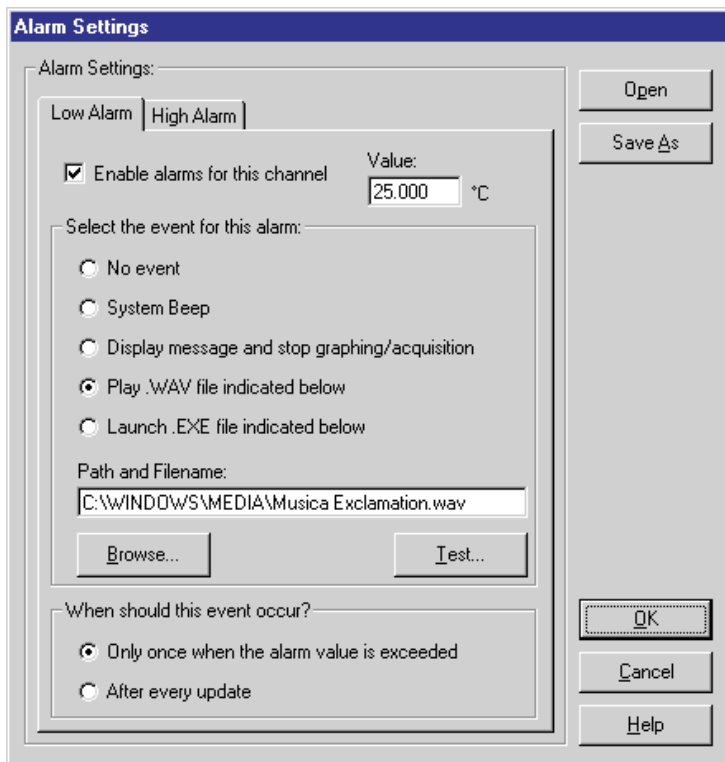 Alarm Settings
Alarm Settings:
Low Alarm
High Alarm
Enable alarms for this channel
Value:
25.000
°C
Select the event for this alarm:
No event
System Beep
Display message and stop graphing/acquisition
Play .WAV file indicated below
Launch .EXE file indicated below
Path and Filename:
C:\WINDOWS\MEDIA\Musica Exclamation.wav
Browse...
Test...
When should this event occur?
Only once when the alarm value is exceeded
After every update
Open
Save As
OK
Cancel
Help